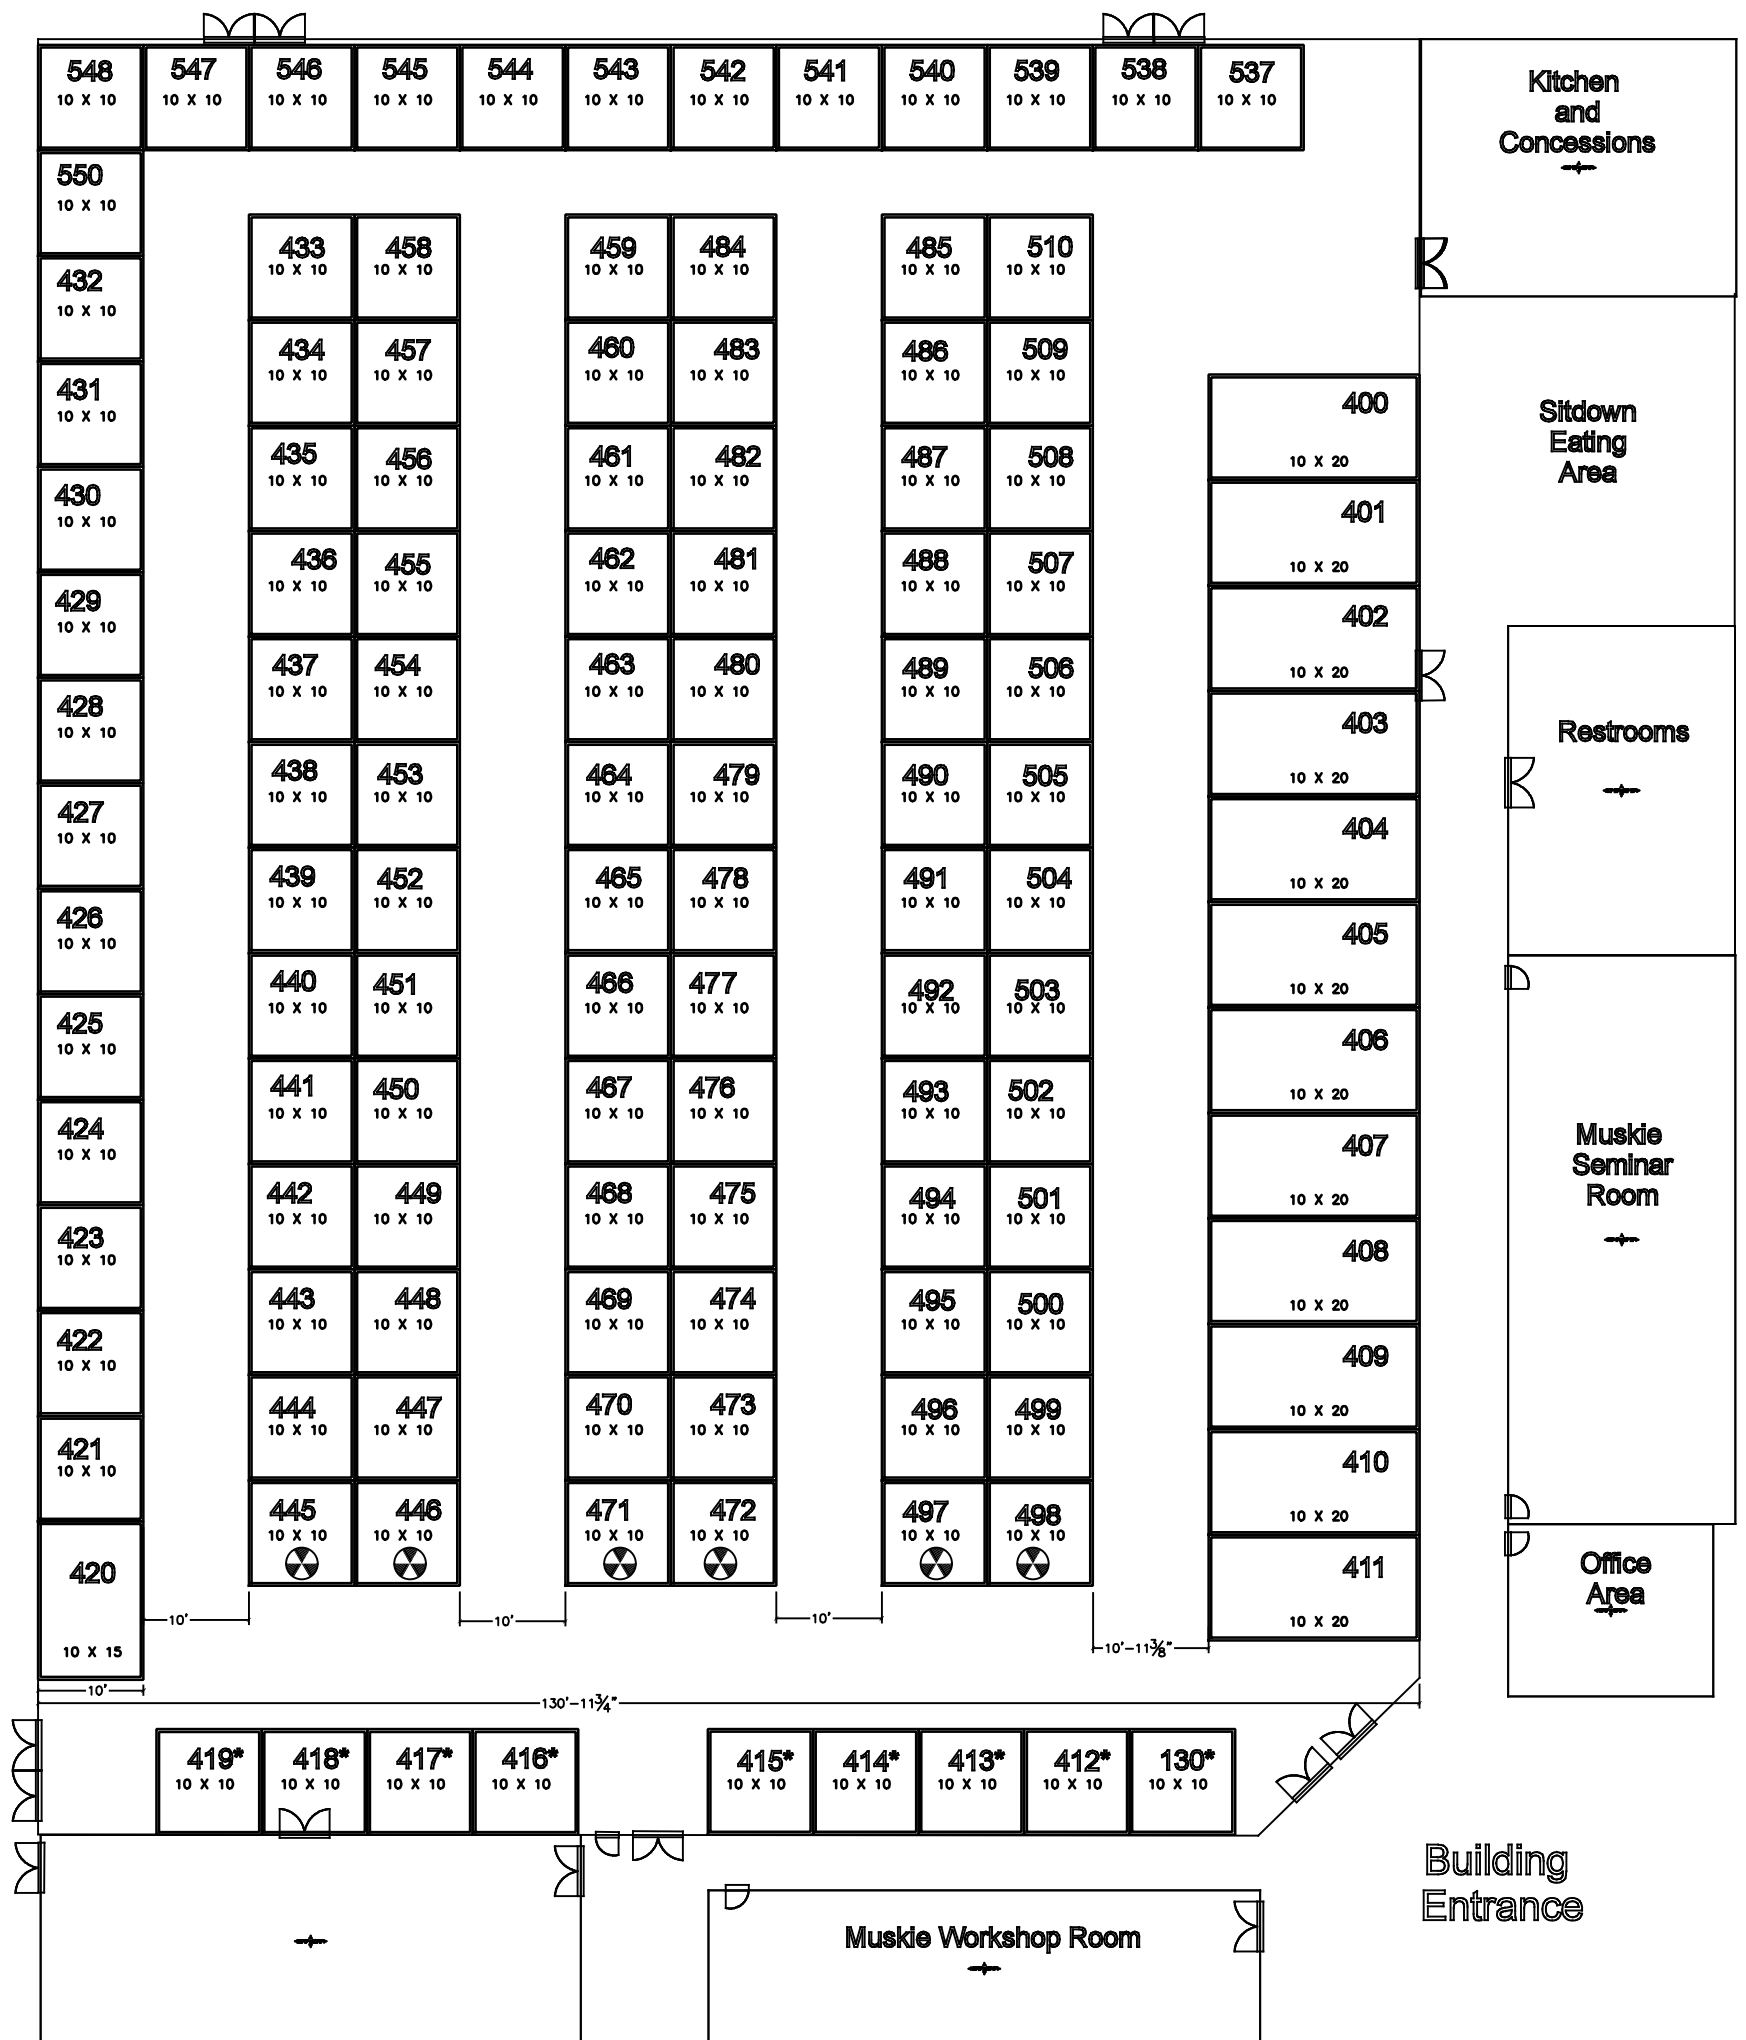 548 547 546 545 544 543 542 541 540 539 538 537
10 X 10 10 X 10 10 X 10 10 X 10 10 X 10 10 X 10 10 X 10 10 X 10 10 X 10 10 X 10 10 X 10 10 X 10
Kitchen
and
Concessions
550
10 X 10
433 458 459 484 485 510
10 X 10 10 X 10 10 X 10 10 X 10 10 X 10 10 X 10
432
10 X 10
434 457 460 483 486 509
10 X 10 10 X 10 10 X 10 10 X 10 10 X 10 10 X 10
431
10 X 10
400
10 X 20
Sitdown
Eating
Area
435 456 461 482 487 508
10 X 10 10 X 10 10 X 10 10 X 10 10 X 10 10 X 10
430
10 X 10
401
10 X 20
436 455 462 481 488 507
10 X 10 10 X 10 10 X 10 10 X 10 10 X 10 10 X 10
429
10 X 10
402
10 X 20
437 454 463 480 489 506
10 X 10 10 X 10 10 X 10 10 X 10 10 X 10 10 X 10
428
10 X 10
403
10 X 20
Restrooms
438 453 464 479 490 505
10 X 10 10 X 10 10 X 10 10 X 10 10 X 10 10 X 10
427
10 X 10
404
10 X 20
439 452 465 478 491 504
10 X 10 10 X 10 10 X 10 10 X 10 10 X 10 10 X 10
426
10 X 10
405
10 X 20
440 451 466 477 492 503
10 X 10 10 X 10 10 X 10 10 X 10 10 X 10 10 X 10
425
10 X 10
406
10 X 20
441 450 467 476 493 502
10 X 10 10 X 10 10 X 10 10 X 10 10 X 10 10 X 10
424
10 X 10
407
10 X 20
Muskie
Seminar
Room
442 449 468 475 494 501
10 X 10 10 X 10 10 X 10 10 X 10 10 X 10 10 X 10
423
10 X 10
408
10 X 20
443 448 469 474 495 500
10 X 10 10 X 10 10 X 10 10 X 10 10 X 10 10 X 10
422
10 X 10
409
10 X 20
444 447 470 473 496 499
10 X 10 10 X 10 10 X 10 10 X 10 10 X 10 10 X 10
421
10 X 10
410
10 X 20
445 446 471 472 497 498
10 X 10 10 X 10 10 X 10 10 X 10 10 X 10 10 X 10
420
10 X 15
411
10 X 20
Office
Area
10' 10' 10' 10'-11⅜"
10'
130'-11¾"
419* 418* 417* 416* 415* 414* 413* 412* 130*
10 X 10 10 X 10 10 X 10 10 X 10 10 X 10 10 X 10 10 X 10 10 X 10 10 X 10
Building
Entrance
Muskie Workshop Room